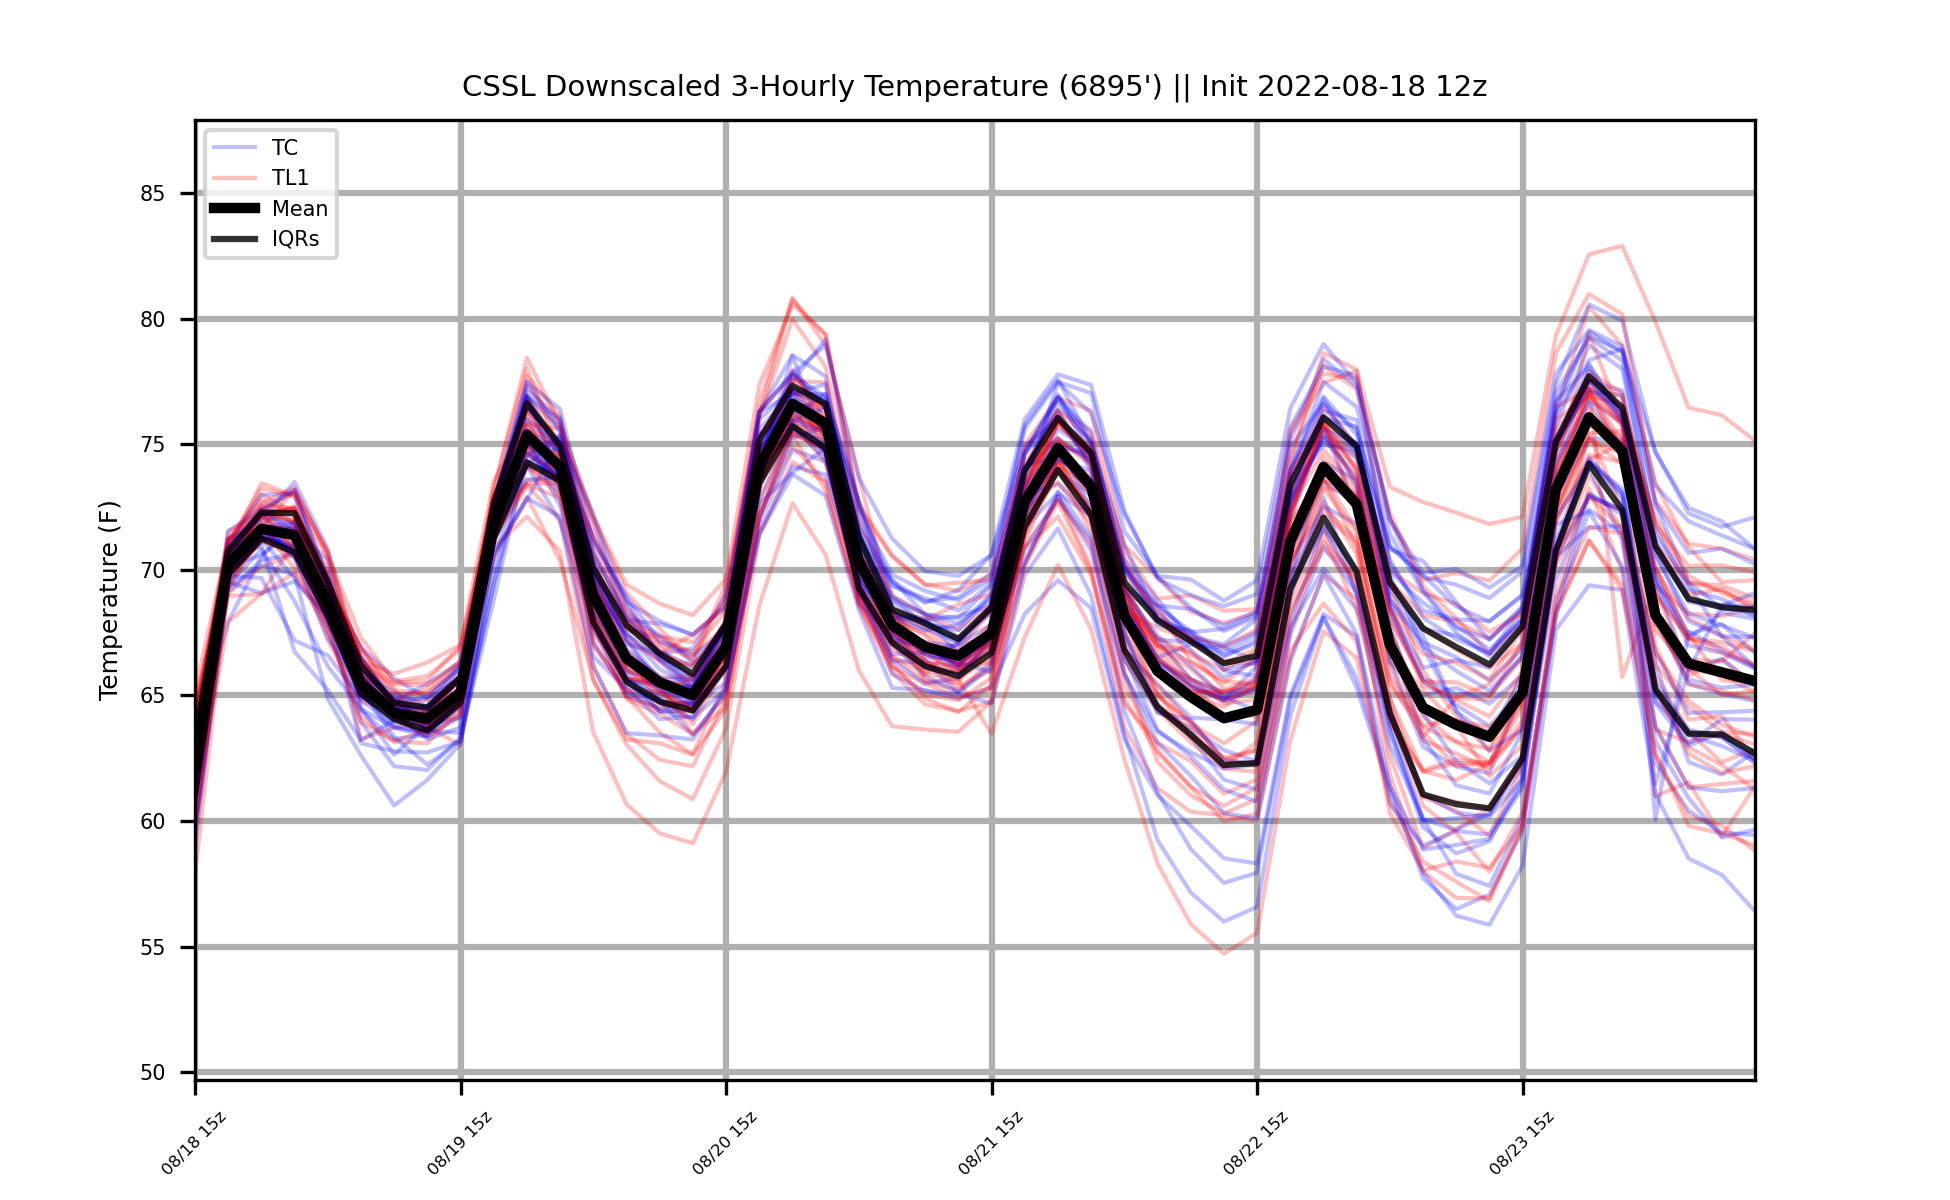 CSSL Downscaled 3-Hourly Temperature (6895') || Init 2022-08-18 12z
TC
TL1
Mean
IQRs
Temperature (F)
85
80
75
70
65
60
55
50
08/18 15z
08/19 15z
08/20 15z
08/21 15z
08/22 15z
08/23 15z